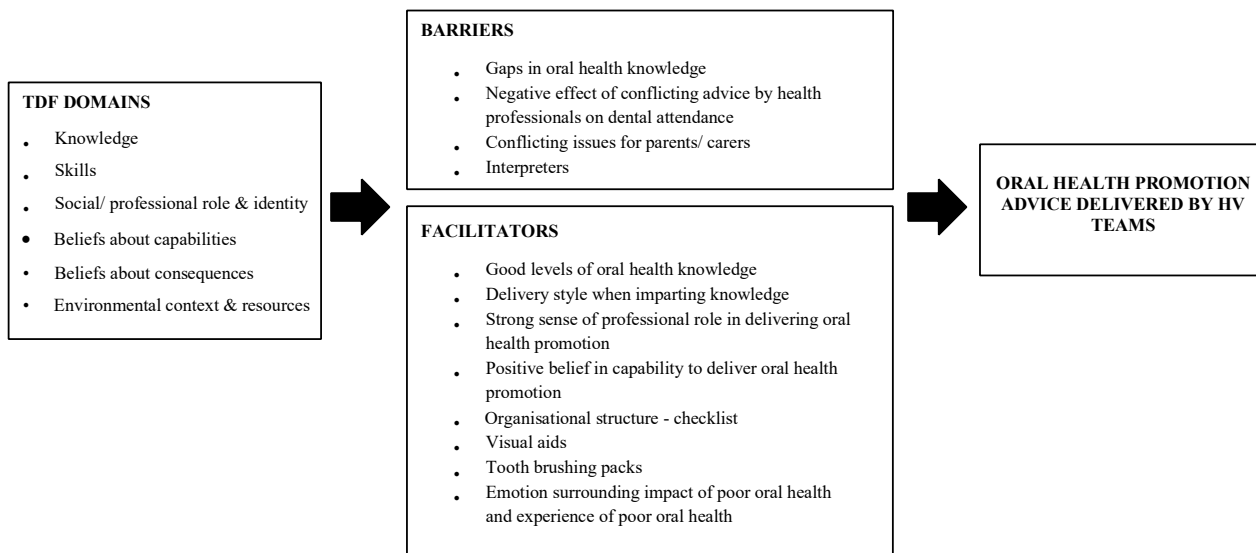 TDF DOMAINS
• Knowledge
• Skills
• Social/ professional role & identity
• Beliefs about capabilities
• Beliefs about consequences
• Environmental context & resources
BARRIERS
• Gaps in oral health knowledge
• Negative effect of conflicting advice by health
professionals on dental attendance
• Conflicting issues for parents/ carers
• Interpreters
FACILITATORS
• Good levels of oral health knowledge
• Delivery style when imparting knowledge
• Strong sense of professional role in delivering oral
health promotion
• Positive belief in capability to deliver oral health
promotion
• Organisational structure - checklist
• Visual aids
• Tooth brushing packs
• Emotion surrounding impact of poor oral health
and experience of poor oral health
ORAL HEALTH PROMOTION
ADVICE DELIVERED BY HV
TEAMS